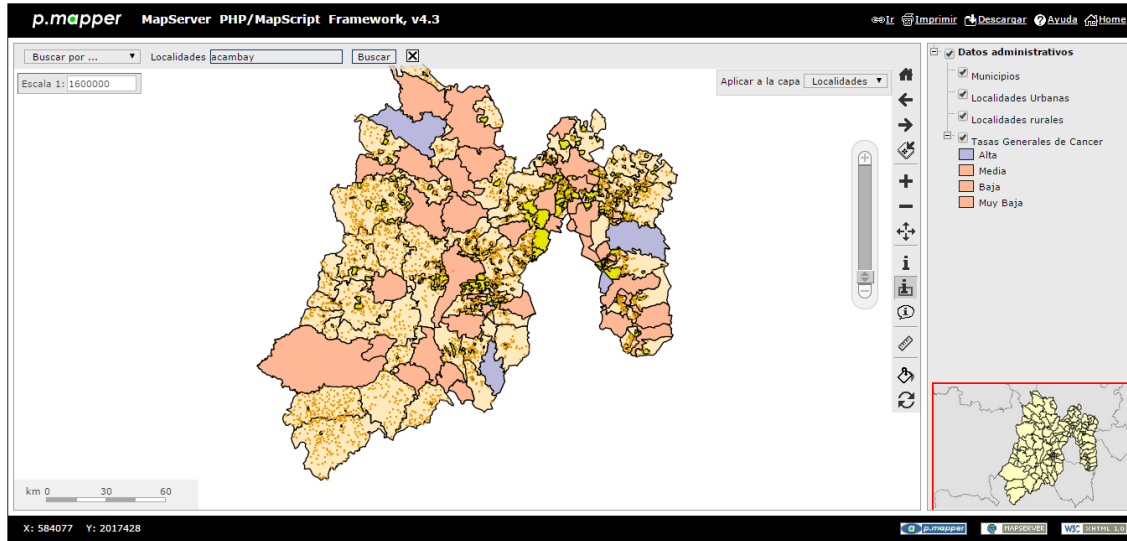 p.mapper MapServer PHP/MapScript Framework, v4.3 Ir Imprimir Descargar Ayuda Home
Buscar por ... Localidades acambay Buscar
Escala 1: 1600000
Aplicar a la capa Localidades
Datos administrativos
Municipios
Localidades Urbanas
Localidades rurales
Tasas Generales de Cancer
Alta
Media
Baja
Muy Baja
km 0 30 60
X: 584077 Y: 2017428 p.mapper MAPSERVER W3C XHTML 1.0